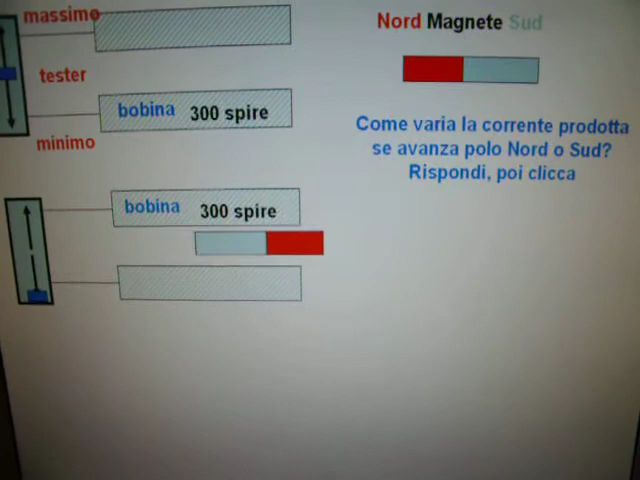 massimo
Nord Magnete Sud
tester
bobina 300 spire
minimo
Come varia la corrente prodotta
se avanza polo Nord o Sud?
Rispondi, poi clicca
bobina 300 spire